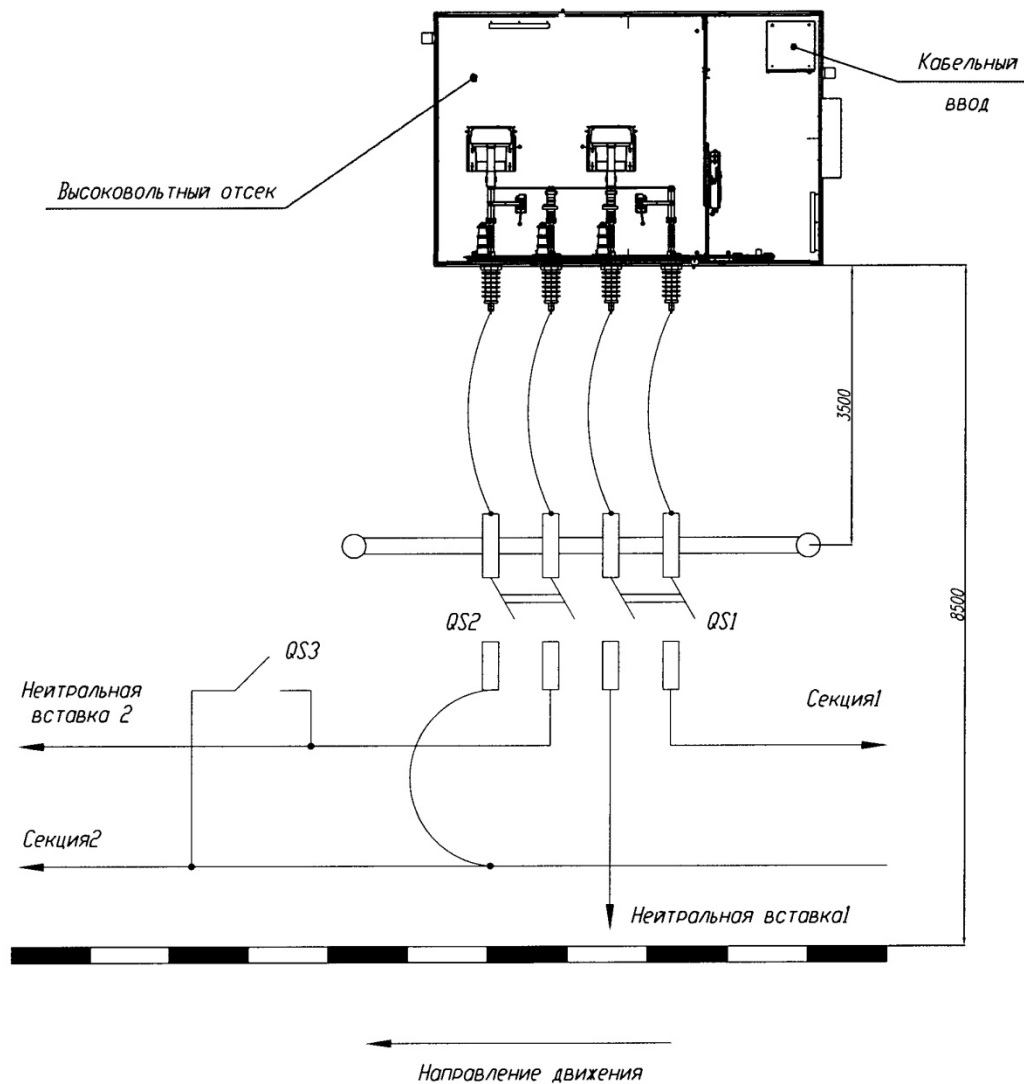 Кабельный
ввод
Высоковольтный отсек
3500
8500
QS2
QS1
QS3
Нейтральная
вставка 2
Секция1
Секция2
Нейтральная вставка1
Направление движения